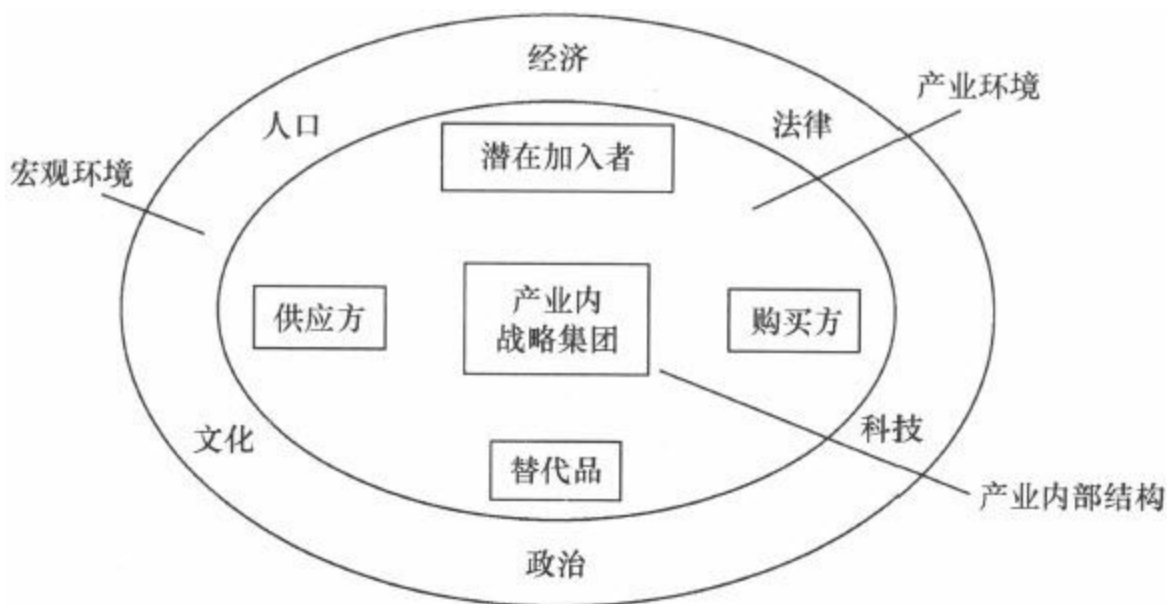 经济
产业环境
人口
法律
潜在加入者
宏观环境
供应方
产业内
战略集团
购买方
文化
科技
替代品
产业内部结构
政治